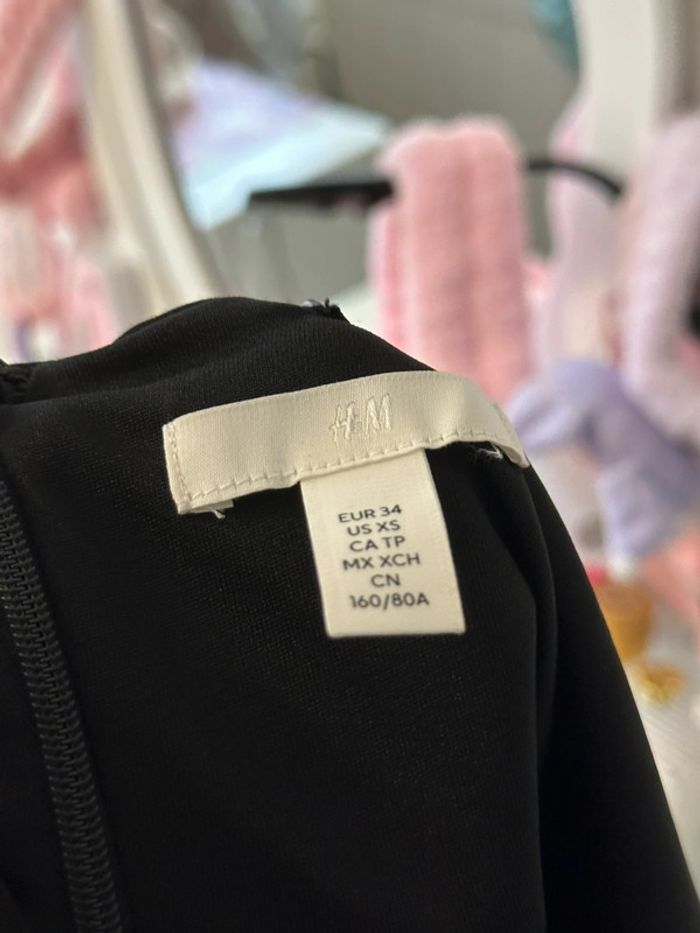 H&M
EUR 34
US XS
CA TP
MX XCH
CN
160/80A